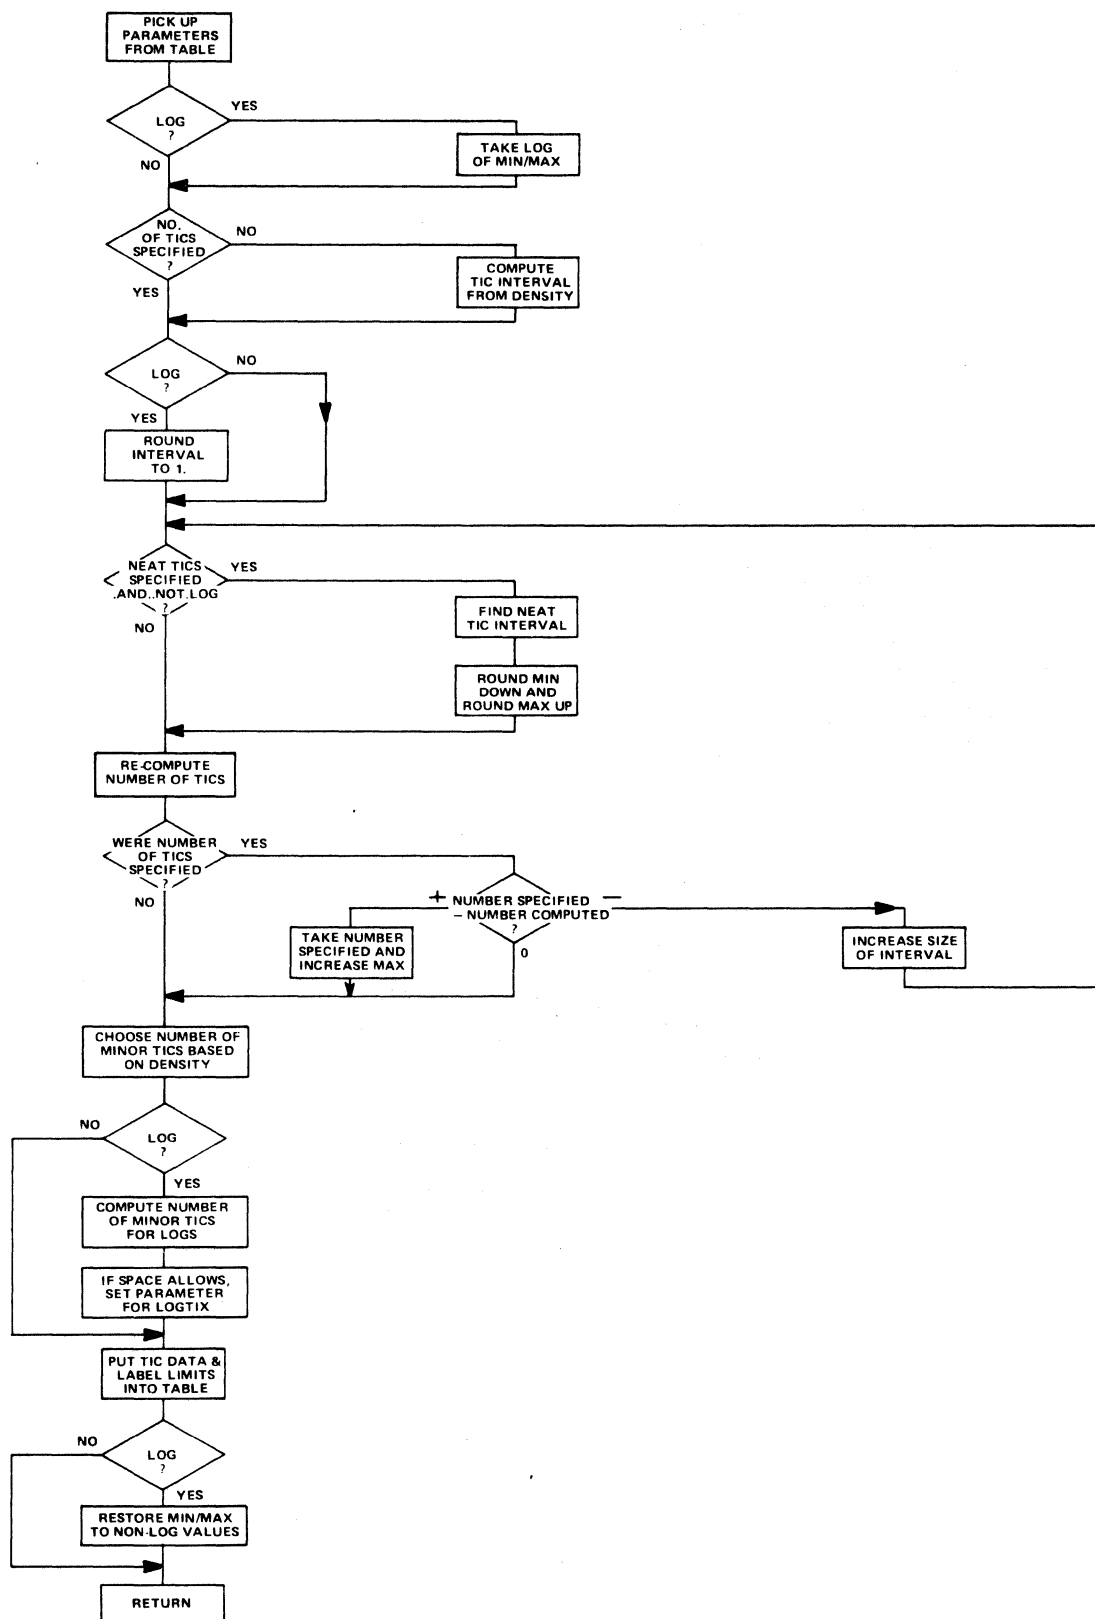 PICK UP
PARAMETERS
FROM TABLE
LOG
?
YES
NO
TAKE LOG
OF MIN/MAX
NO.
OF TICS
SPECIFIED
?
NO
YES
COMPUTE
TIC INTERVAL
FROM DENSITY
LOG
?
NO
YES
ROUND
INTERVAL
TO 1.
NEAT TICS
SPECIFIED
.AND..NOT.LOG
?
YES
NO
FIND NEAT
TIC INTERVAL
ROUND MIN
DOWN AND
ROUND MAX UP
RE-COMPUTE
NUMBER OF TICS
WERE NUMBER
OF TICS
SPECIFIED
?
YES
NO
+
NUMBER SPECIFIED
— NUMBER COMPUTED
?
—
0
TAKE NUMBER
SPECIFIED AND
INCREASE MAX
INCREASE SIZE
OF INTERVAL
CHOOSE NUMBER OF
MINOR TICS BASED
ON DENSITY
NO
LOG
?
YES
COMPUTE NUMBER
OF MINOR TICS
FOR LOGS
IF SPACE ALLOWS,
SET PARAMETER
FOR LOGTIX
PUT TIC DATA &
LABEL LIMITS
INTO TABLE
NO
LOG
?
YES
RESTORE MIN/MAX
TO NON-LOG VALUES
RETURN